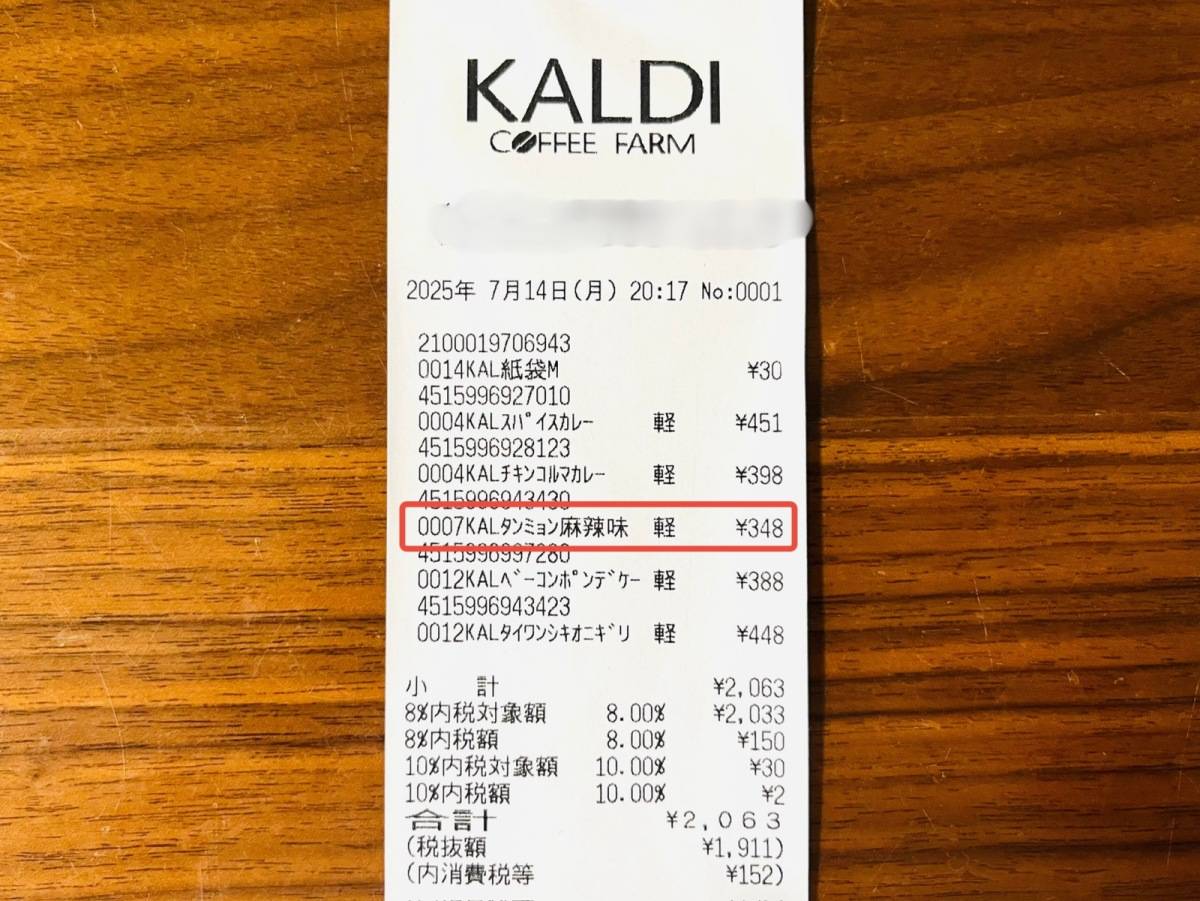 KALDI
COFFEE FARM
2025年 7月14日(月) 20:17 No:0001
2100019706943
0014KAL紙袋M ¥30
4515996927010
0004KALｽﾊﾟｲｽｶﾚｰ 軽 ¥451
4515996928123
0004KALﾁｷﾝｺﾙﾏｶﾚｰ 軽 ¥398
4515996943430
0007KALﾀﾝﾐｮﾝ麻辣味 軽 ¥348
4515998997280
0012KALﾍﾞｰｺﾝﾎﾟﾝﾃﾞｹｰ 軽 ¥388
4515996943423
0012KALﾀｲﾜﾝｼｷｵﾆｷﾞﾘ 軽 ¥448
小 計 ¥2,063
8%内税対象額 8.00% ¥2,033
8%内税額 8.00% ¥150
10%内税対象額 10.00% ¥30
10%内税額 10.00% ¥2
合計 ¥2,063
(税抜額 ¥1,911)
(内消費税等 ¥152)